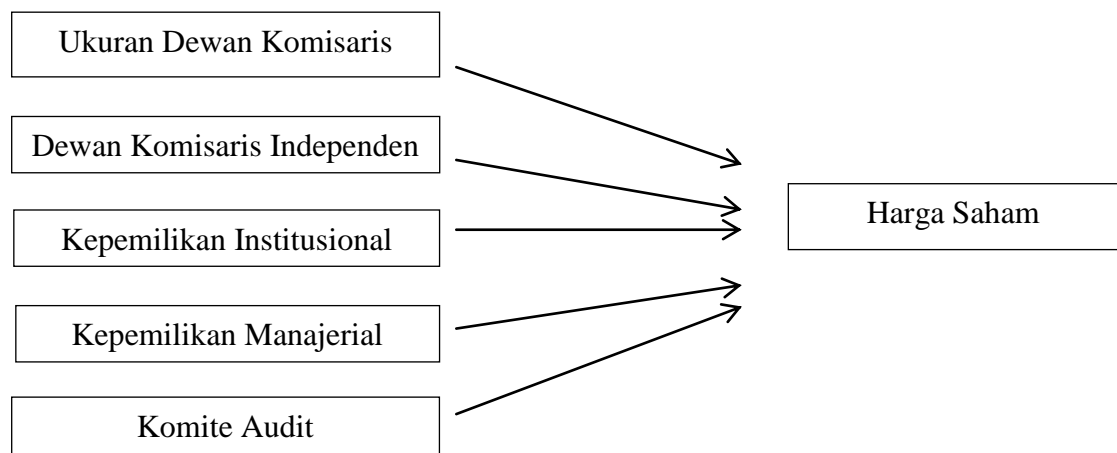 Ukuran Dewan Komisaris
Dewan Komisaris Independen
Kepemilikan Institusional
Kepemilikan Manajerial
Komite Audit
Harga Saham